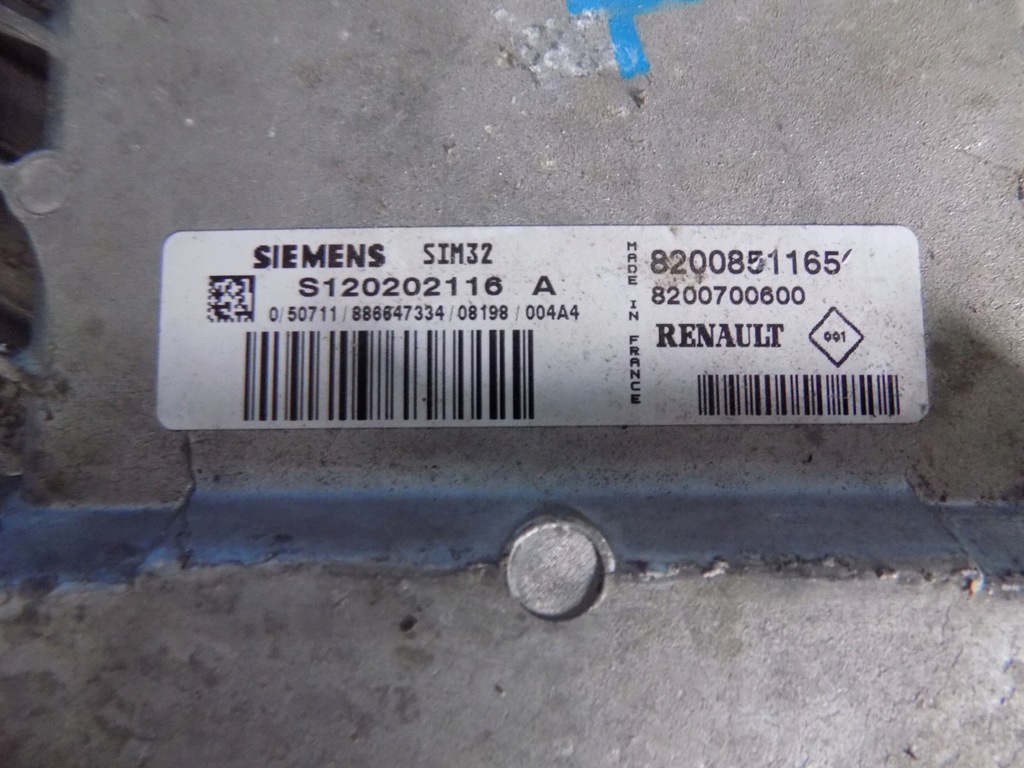 SIEMENS SIM32
S120202116 A
0/50711/886647334/08198/004A4
MADE IN FRANCE
8200851165
8200700600
RENAULT 001